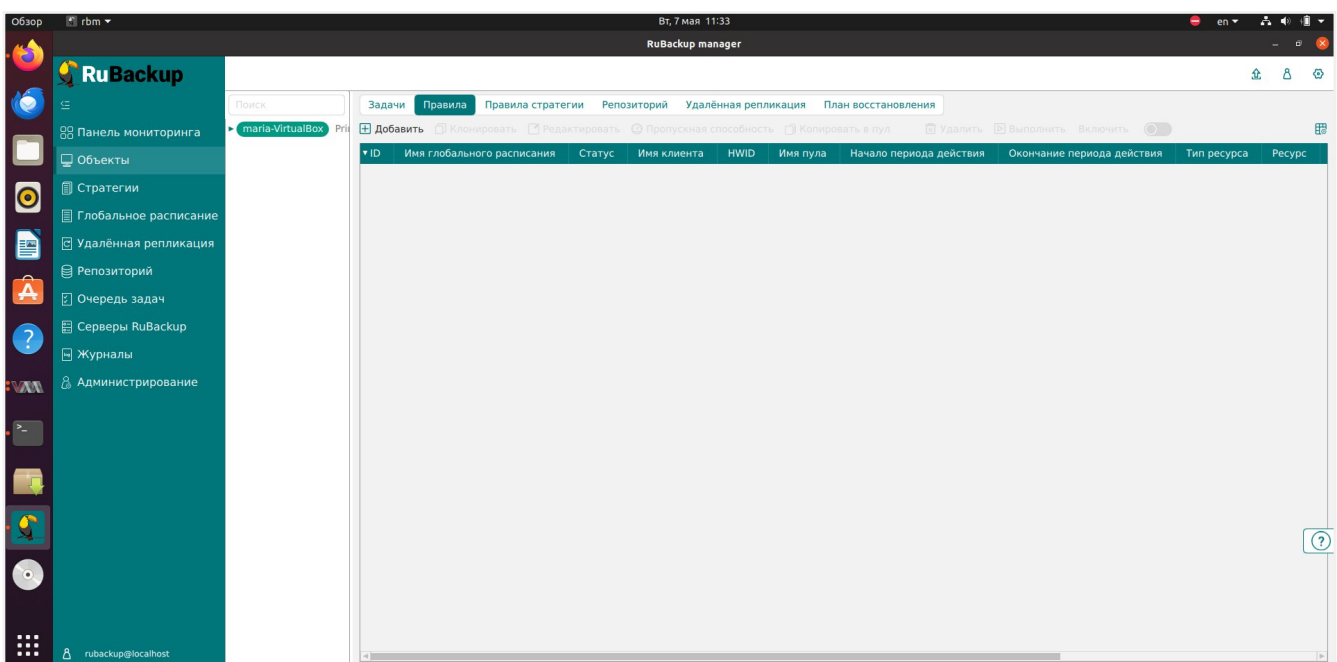 Обзор rbm Вт, 7 мая 11:33 en
RuBackup manager
RuBackup
Поиск Задачи Правила Правила стратегии Репозиторий Удалённая репликация План восстановления
Панель мониторинга maria-VirtualBox Добавить Клонировать Редактировать Пропускная способность Копировать в пул Удалить Выполнить Включить
Объекты ID Имя глобального расписания Статус Имя клиента HWID Имя пула Начало периода действия Окончание периода действия Тип ресурса Ресурс
Стратегии
Глобальное расписание
Удалённая репликация
Репозиторий
Очередь задач
Серверы RuBackup
Журналы
Администрирование
rubackup@localhost